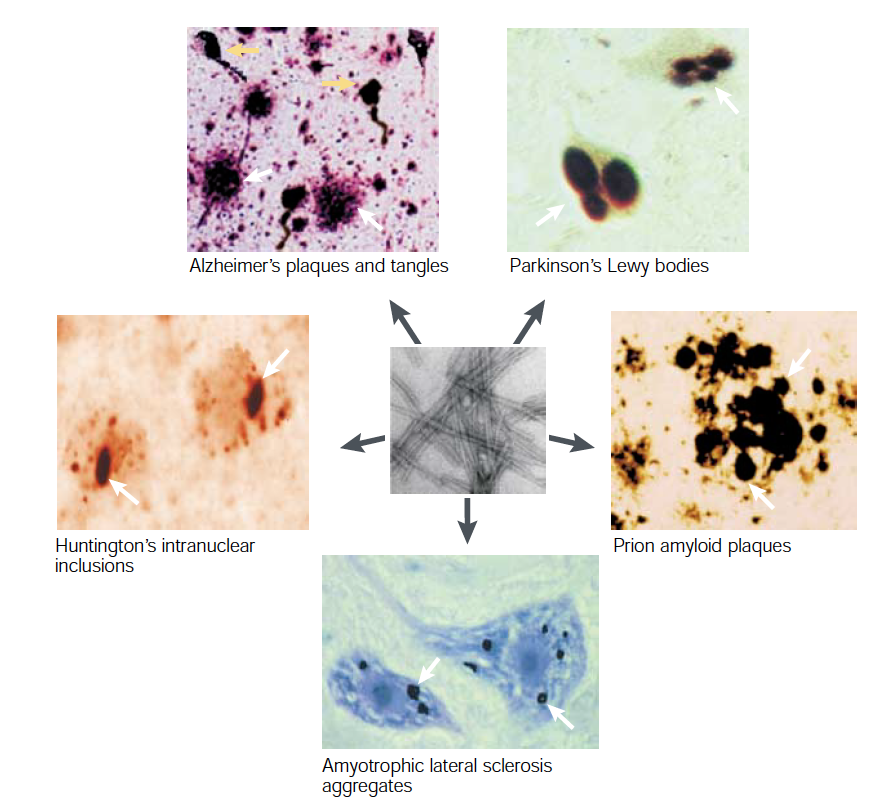 Alzheimer's plaques and tangles
Parkinson's Lewy bodies
Huntington's intranuclear
inclusions
Prion amyloid plaques
Amyotrophic lateral sclerosis
aggregates